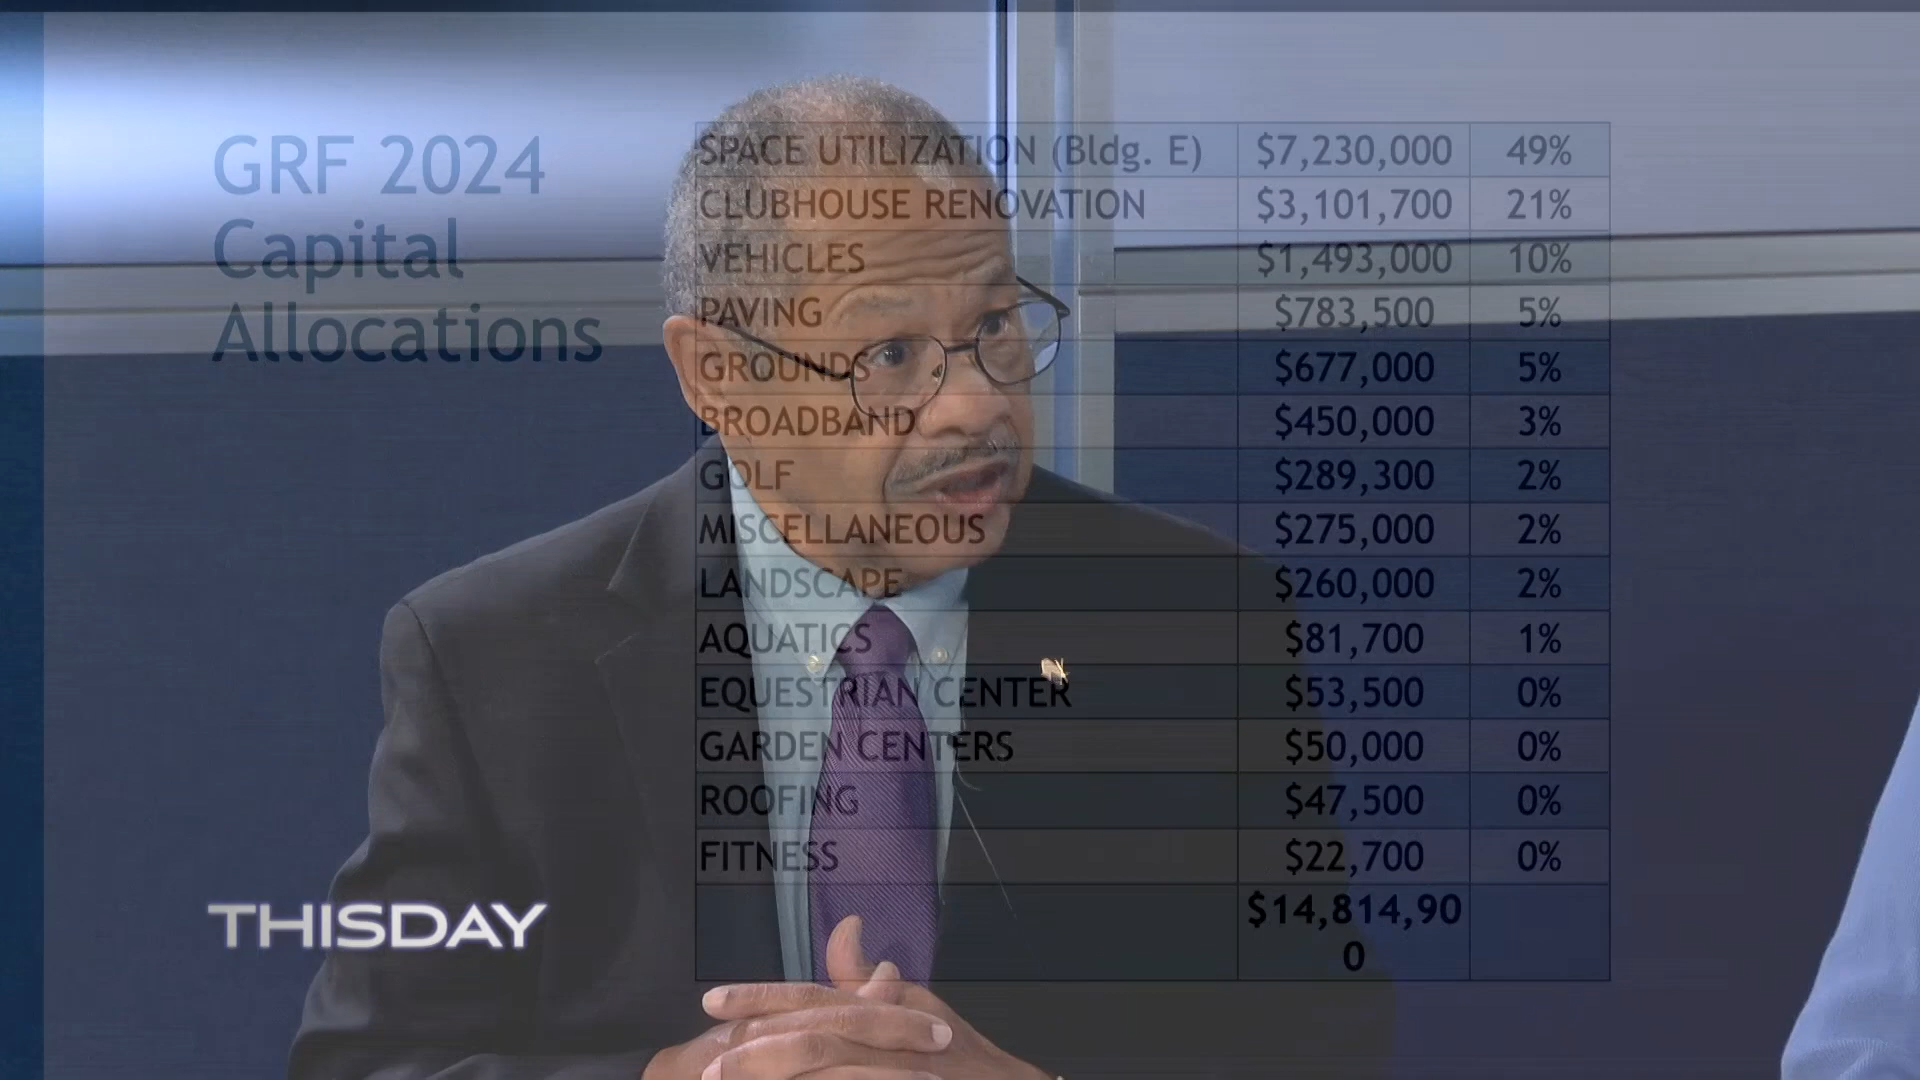 GRF 2024
Capital
Allocations
SPACE UTILIZATION (Bldg. E) $7,230,000 49%
CLUBHOUSE RENOVATION $3,101,700 21%
VEHICLES $1,493,000 10%
PAVING $783,500 5%
GROUNDS $677,000 5%
BROADBAND $450,000 3%
GOLF $289,300 2%
MISCELLANEOUS $275,000 2%
LANDSCAPE $260,000 2%
AQUATICS $81,700 1%
EQUESTRIAN CENTER $53,500 0%
GARDEN CENTERS $50,000 0%
ROOFING $47,500 0%
FITNESS $22,700 0%
$14,814,90
0
THISDAY